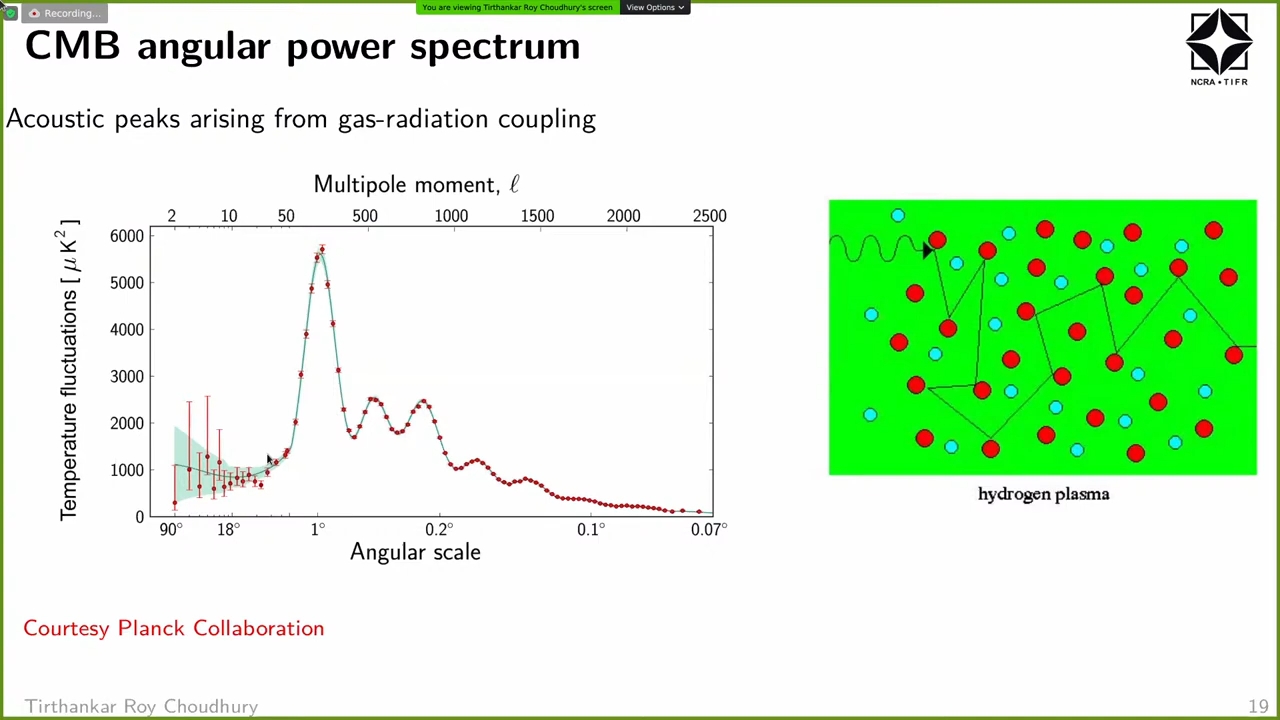 Recording...
You are viewing Tirthankar Roy Choudhury's screen
View Options
CMB angular power spectrum
NCRA • TIFR
Acoustic peaks arising from gas-radiation coupling
Multipole moment, ℓ
2 10 50 500 1000 1500 2000 2500
Temperature fluctuations [ μK² ]
6000
5000
4000
3000
2000
1000
0
90° 18° 1° 0.2° 0.1° 0.07°
Angular scale
hydrogen plasma
Courtesy Planck Collaboration
Tirthankar Roy Choudhury
19